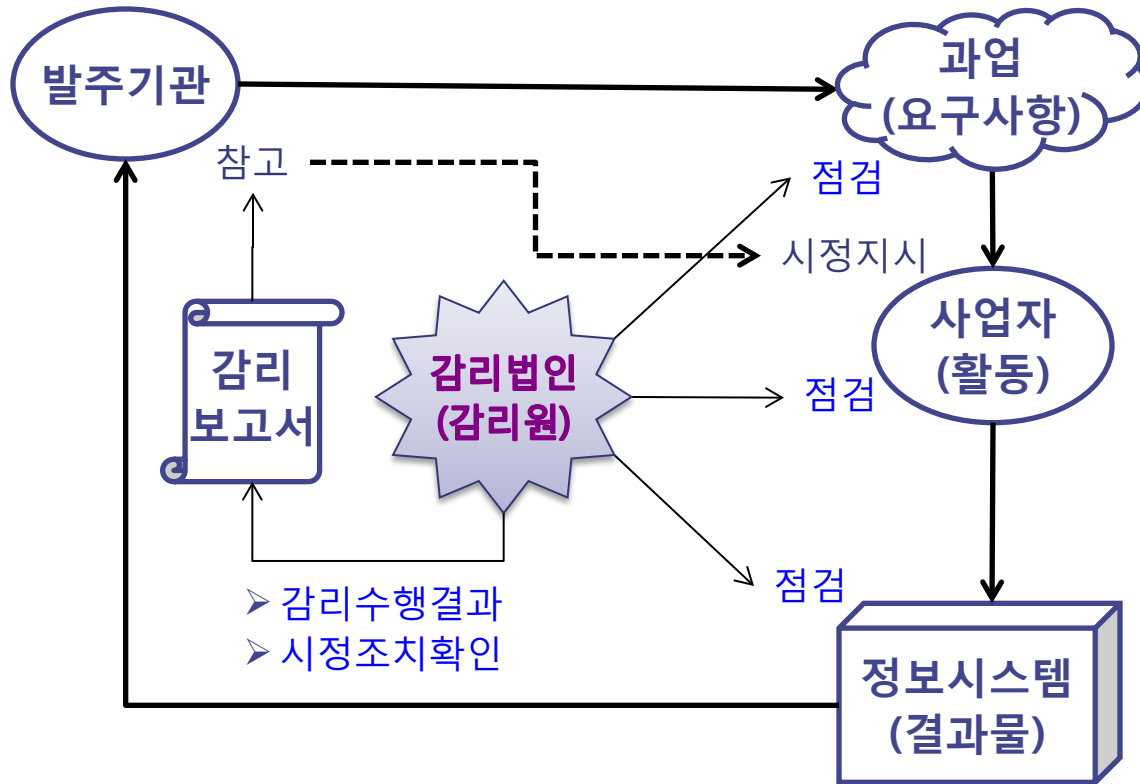 발주기관
과업
(요구사항)
참고
점검
시정지시
사업자
(활동)
감리
보고서
감리법인
(감리원)
점검
점검
감리수행결과
시정조치확인
정보시스템
(결과물)